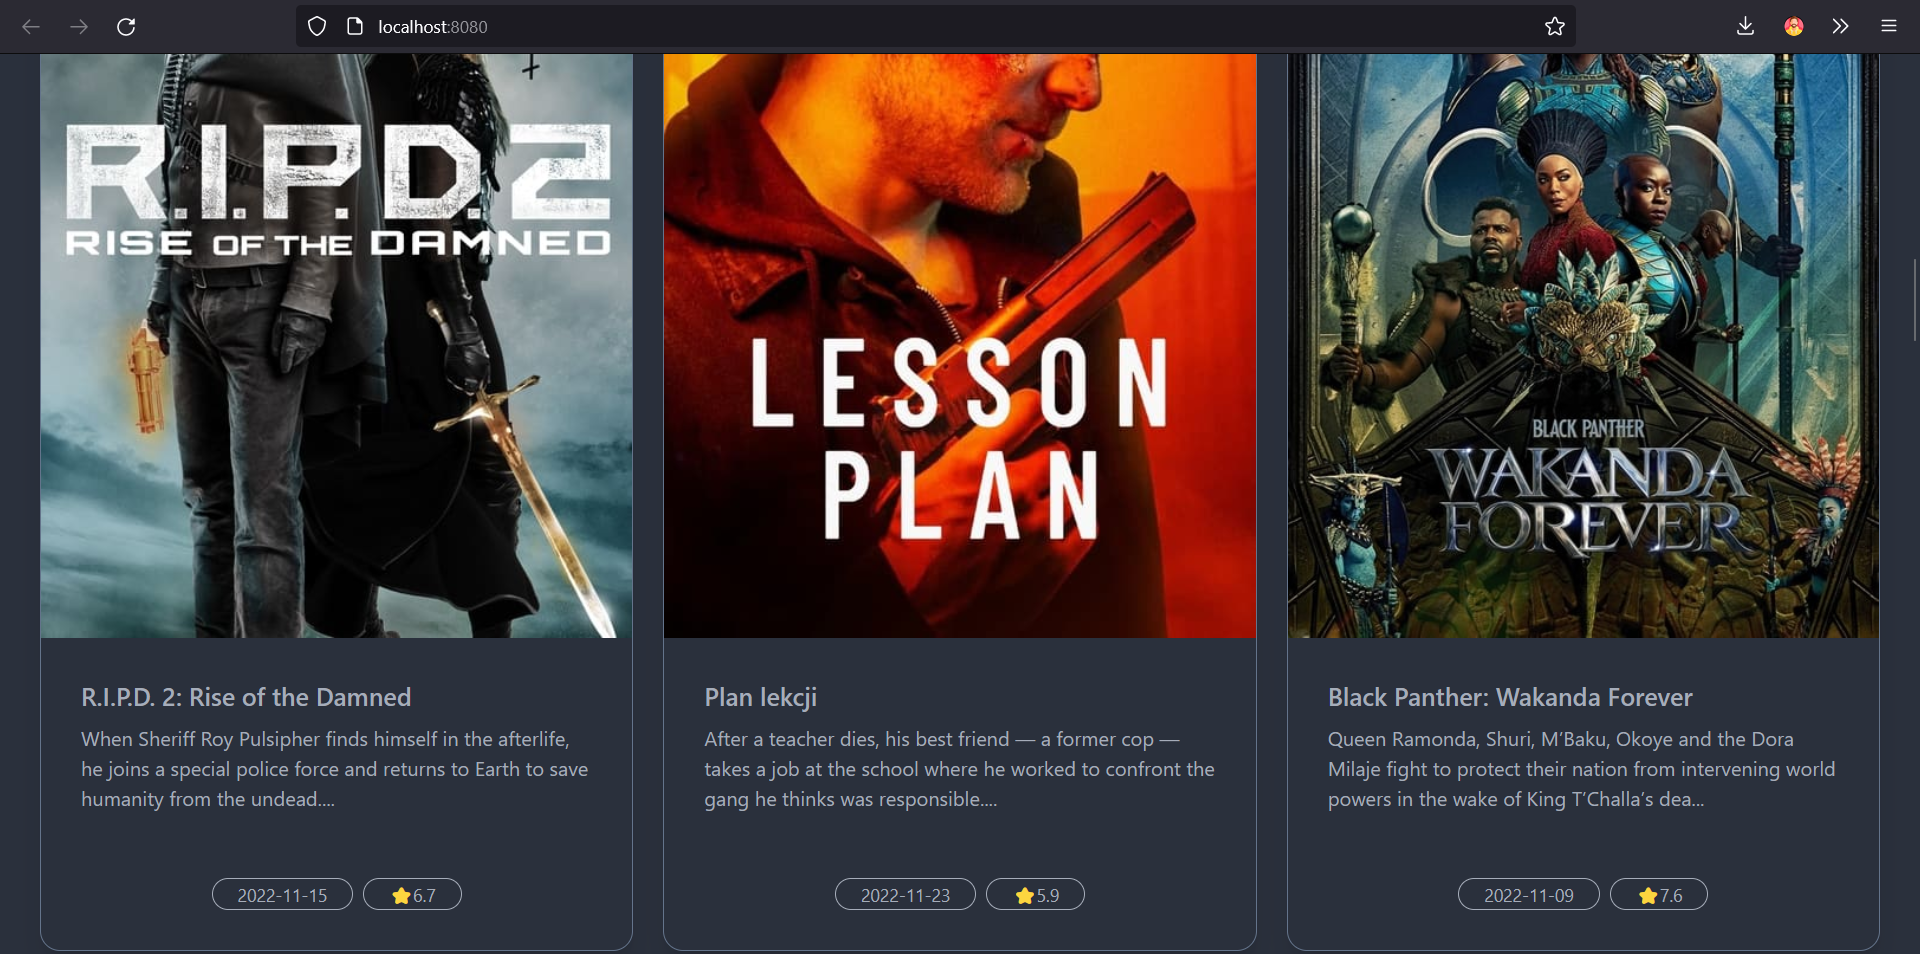 localhost:8080
R.I.P.D.2
RISE OF THE DAMNED
LESSON
PLAN
BLACK PANTHER
WAKANDA
FOREVER
R.I.P.D. 2: Rise of the Damned
When Sheriff Roy Pulsipher finds himself in the afterlife,
he joins a special police force and returns to Earth to save
humanity from the undead....
2022-11-15
6.7
Plan lekcji
After a teacher dies, his best friend — a former cop —
takes a job at the school where he worked to confront the
gang he thinks was responsible....
2022-11-23
5.9
Black Panther: Wakanda Forever
Queen Ramonda, Shuri, M’Baku, Okoye and the Dora
Milaje fight to protect their nation from intervening world
powers in the wake of King T’Challa’s dea...
2022-11-09
7.6